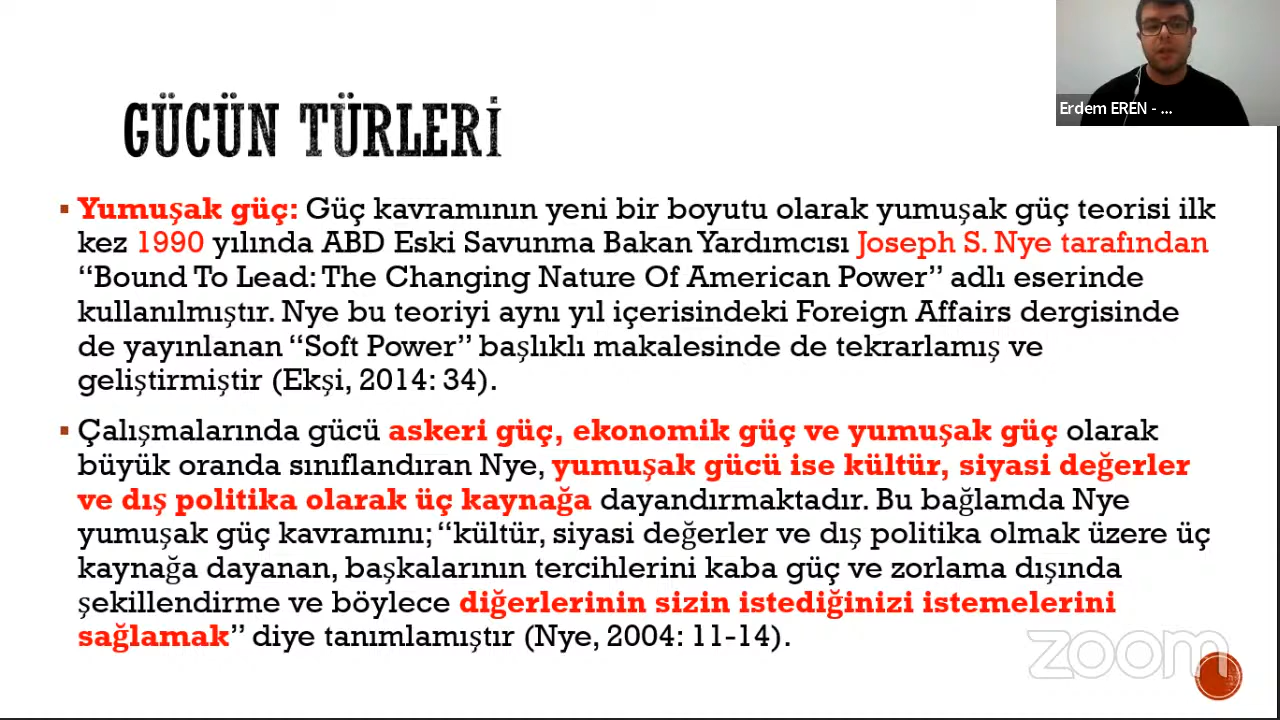 Erdem EREN - ...
GÜCÜN TÜRLERİ
▪ Yumuşak güç: Güç kavramının yeni bir boyutu olarak yumuşak güç teorisi ilk
kez 1990 yılında ABD Eski Savunma Bakan Yardımcısı Joseph S. Nye tarafından
“Bound To Lead: The Changing Nature Of American Power” adlı eserinde
kullanılmıştır. Nye bu teoriyi aynı yıl içerisindeki Foreign Affairs dergisinde
de yayınlanan “Soft Power” başlıklı makalesinde de tekrarlamış ve
geliştirmiştir (Ekşi, 2014: 34).
▪ Çalışmalarında gücü askeri güç, ekonomik güç ve yumuşak güç olarak
büyük oranda sınıflandıran Nye, yumuşak gücü ise kültür, siyasi değerler
ve dış politika olarak üç kaynağa dayandırmaktadır. Bu bağlamda Nye
yumuşak güç kavramını; “kültür, siyasi değerler ve dış politika olmak üzere üç
kaynağa dayanan, başkalarının tercihlerini kaba güç ve zorlama dışında
şekillendirme ve böylece diğerlerinin sizin istediğinizi istemelerini
sağlamak” diye tanımlamıştır (Nye, 2004: 11-14).
zoom